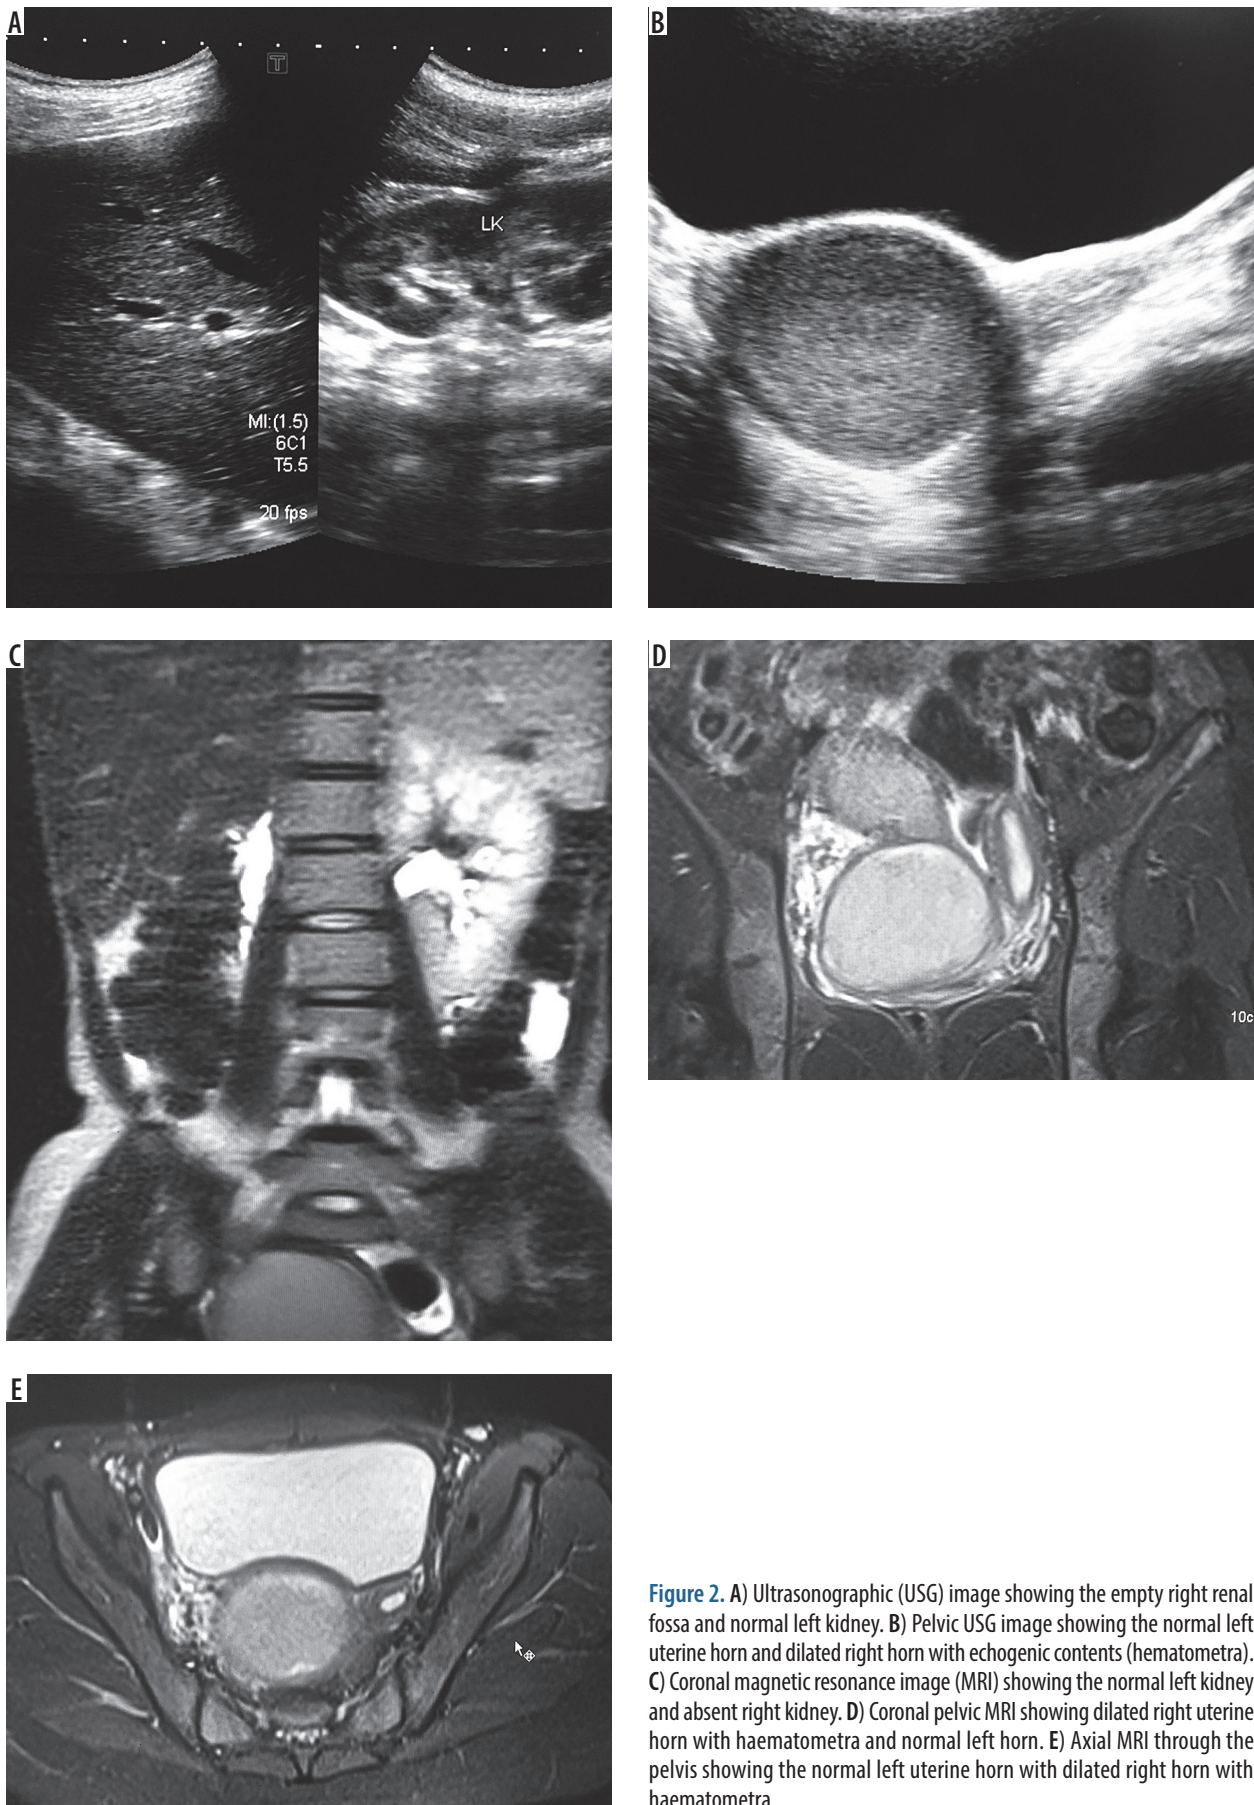 A
B
T
LK
MI:(1.5)
6C1
T5.5
20 fps
C
D
10c
E
Figure 2. A) Ultrasonographic (USG) image showing the empty right renal
fossa and normal left kidney. B) Pelvic USG image showing the normal left
uterine horn and dilated right horn with echogenic contents (hematometra).
C) Coronal magnetic resonance image (MRI) showing the normal left kidney
and absent right kidney. D) Coronal pelvic MRI showing dilated right uterine
horn with haematometra and normal left horn. E) Axial MRI through the
pelvis showing the normal left uterine horn with dilated right horn with
haematometra